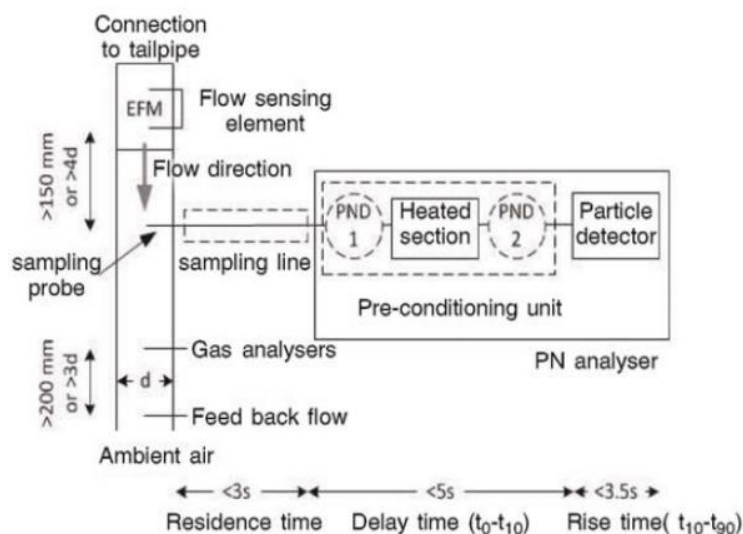 Connection
to tailpipe
EFM
Flow sensing
element
>150 mm
or >4d
Flow direction
sampling
probe
sampling line
PND
1
Heated
section
PND
2
Particle
detector
Pre-conditioning unit
PN analyser
Gas analysers
>200 mm
or >3d
d
Feed back flow
Ambient air
<3s
<5s
<3.5s
Residence time
Delay time (t0-t10)
Rise time( t10-t90)